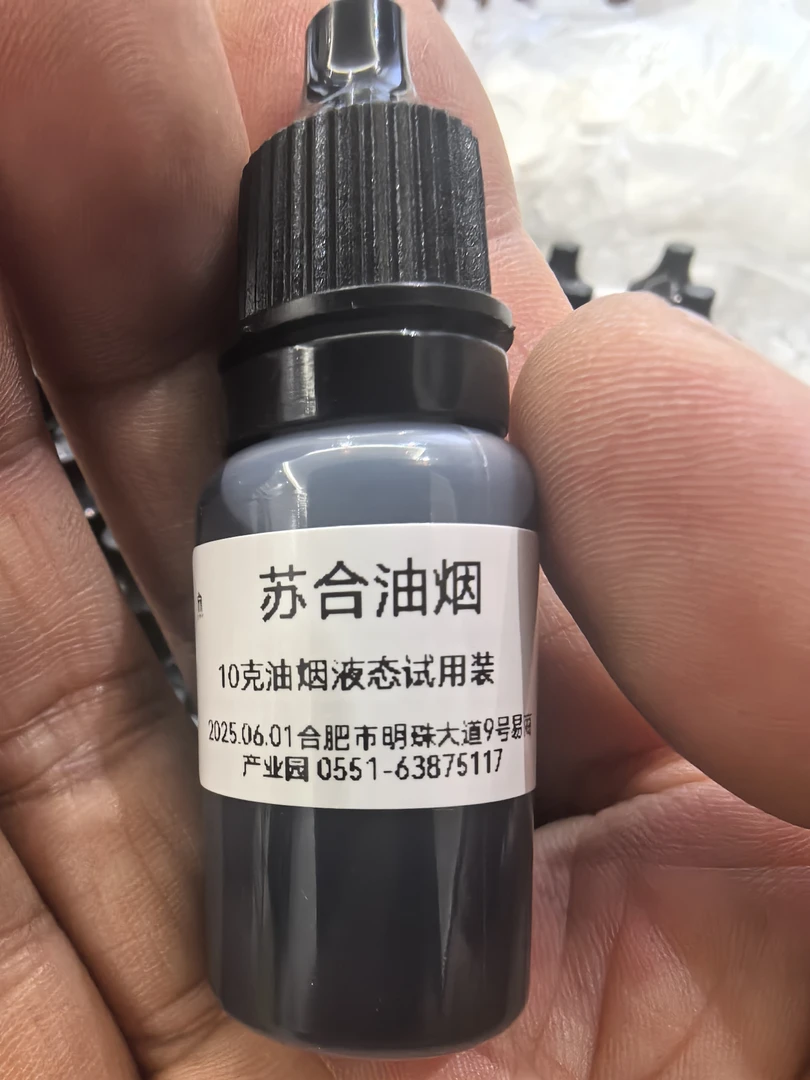 苏合油烟
10克油烟液态试用装
2025.06.01合肥市明珠大道9号易商
产业园 0551-63875117